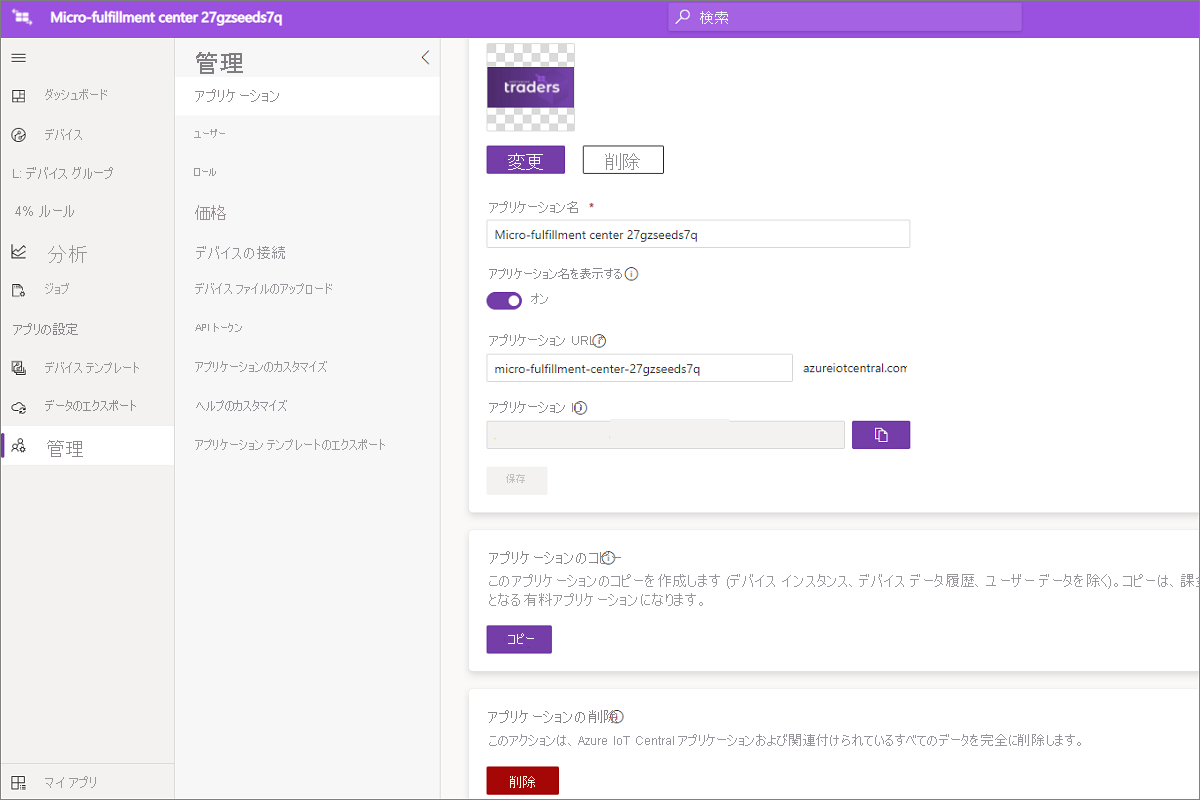 Micro-fulfillment center 27gzseeds7q
検索
管理
ダッシュボード
デバイス
L: デバイス グループ
4% ルール
分析
ジョブ
アプリの設定
デバイス テンプレート
データのエクスポート
管理
マイ アプリ
アプリケーション
ユーザー
ロール
価格
デバイスの接続
デバイス ファイルのアップロード
API トークン
アプリケーションのカスタマイズ
ヘルプのカスタマイズ
アプリケーション テンプレートのエクスポート
traders
変更
削除
アプリケーション名 *
Micro-fulfillment center 27gzseeds7q
アプリケーション名を表示する
オン
アプリケーション URL
micro-fulfillment-center-27gzseeds7q
azureiotcentral.com
アプリケーション ID
保存
アプリケーションのコピー
このアプリケーションのコピーを作成します (デバイス インスタンス、デバイス データ履歴、ユーザー データを除く)。コピーは、課金
となる有料アプリケーションになります。
コピー
アプリケーションの削除
このアクションは、Azure IoT Central アプリケーションおよび関連付けられているすべてのデータを完全に削除します。
削除